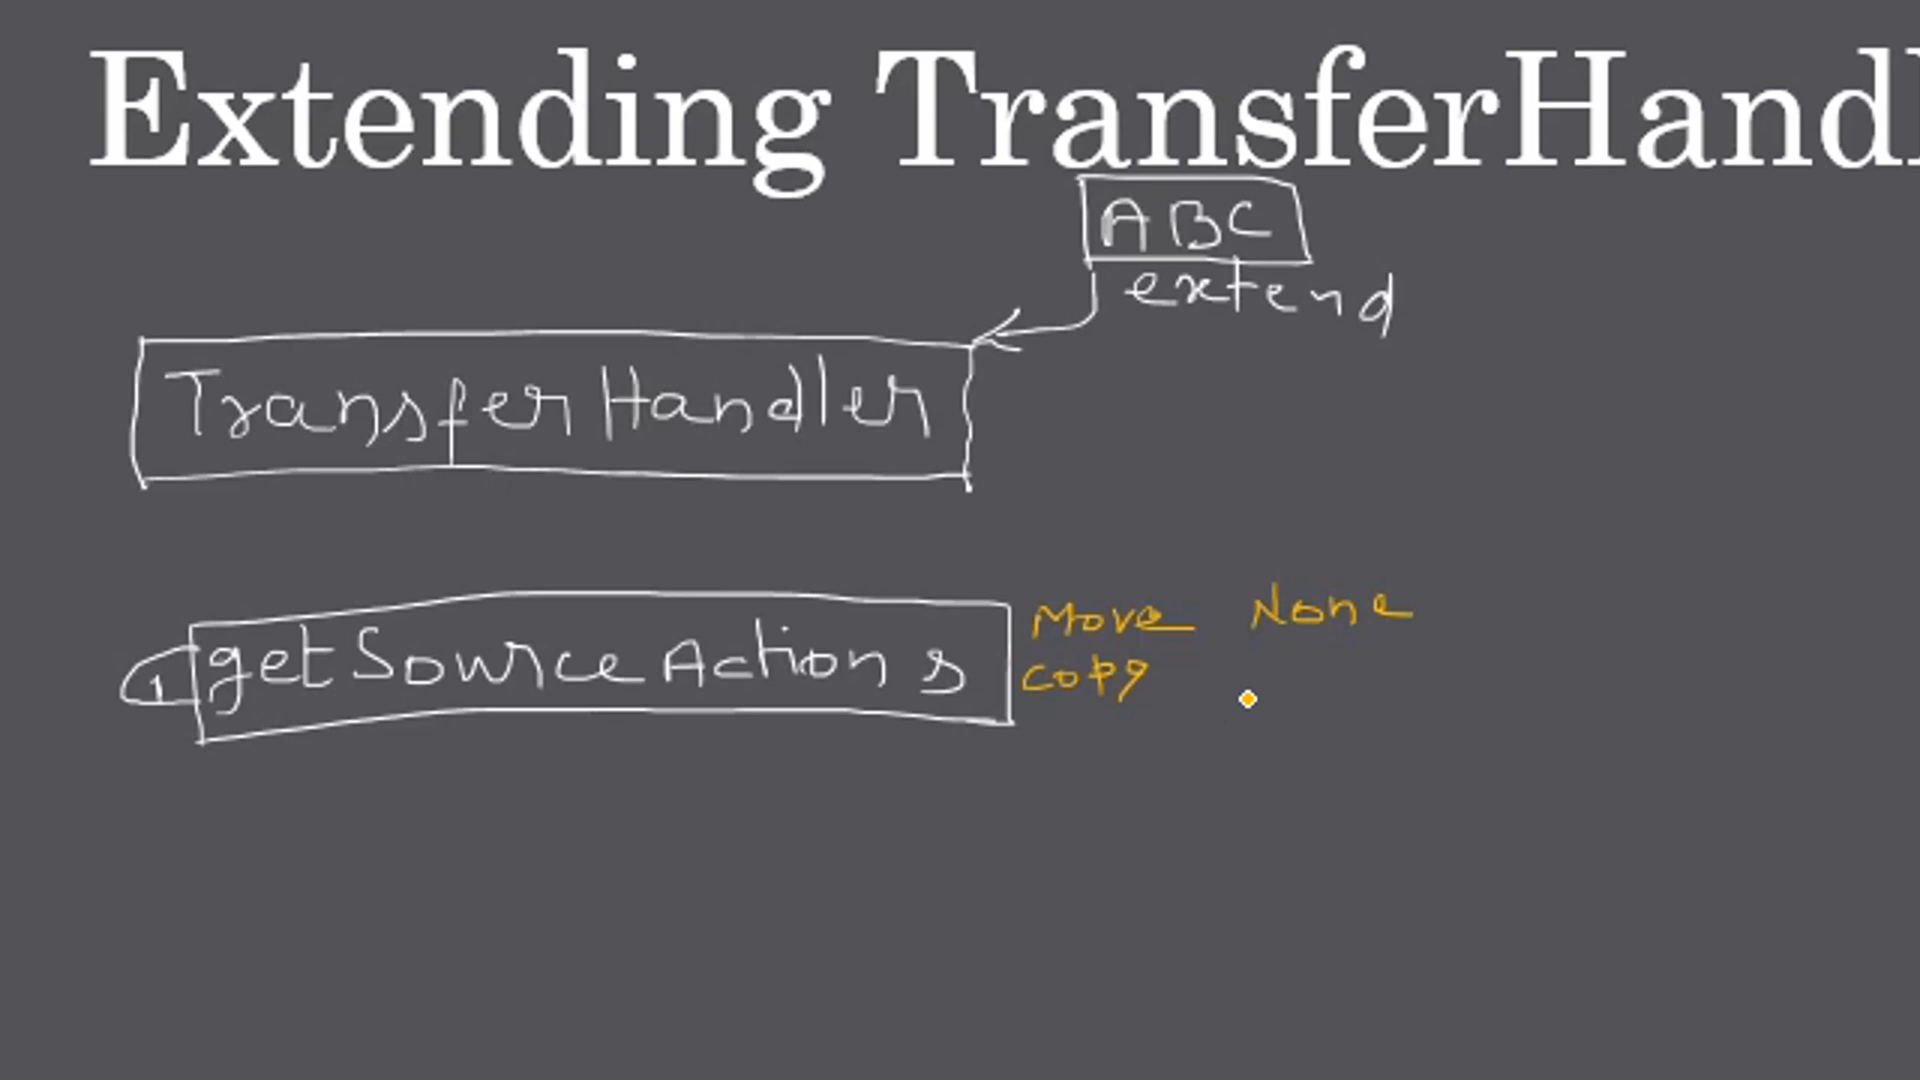 Extending TransferHandl
ABC
extend
TransferHandler
1 getSourceActions
Move None
copy